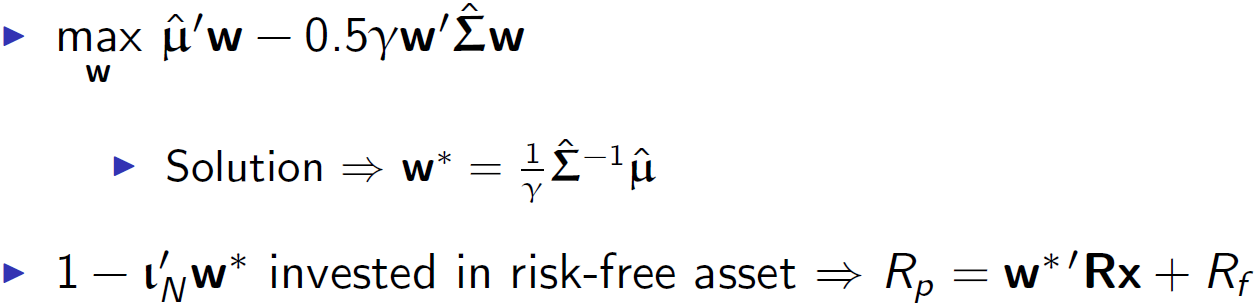 ▶ max_w μ̂′w − 0.5γw′Σ̂w
▶ Solution ⇒ w* = 1/γ Σ̂⁻¹μ̂
▶ 1 − ι′_N w* invested in risk-free asset ⇒ R_p = w*′Rx + R_f